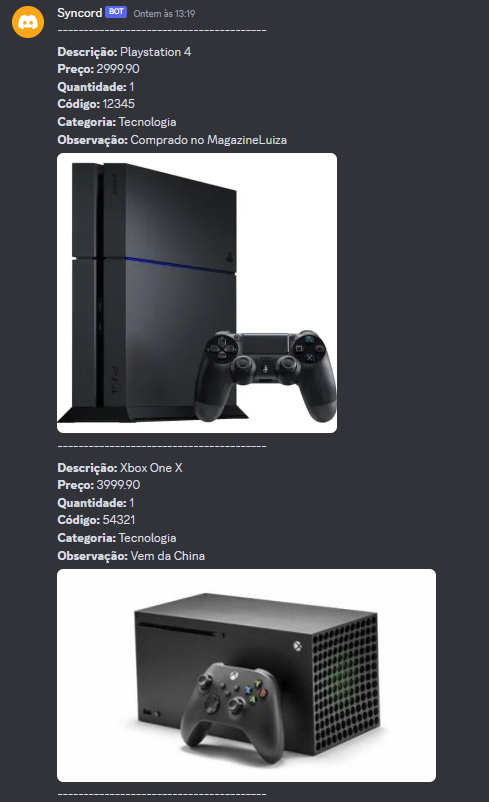 Syncord BOT Ontem às 13:19
----------------------------------------
Descrição: Playstation 4
Preço: 2999.90
Quantidade: 1
Código: 12345
Categoria: Tecnologia
Observação: Comprado no MagazineLuiza
SONY
PS4
----------------------------------------
Descrição: Xbox One X
Preço: 3999.90
Quantidade: 1
Código: 54321
Categoria: Tecnologia
Observação: Vem da China
----------------------------------------